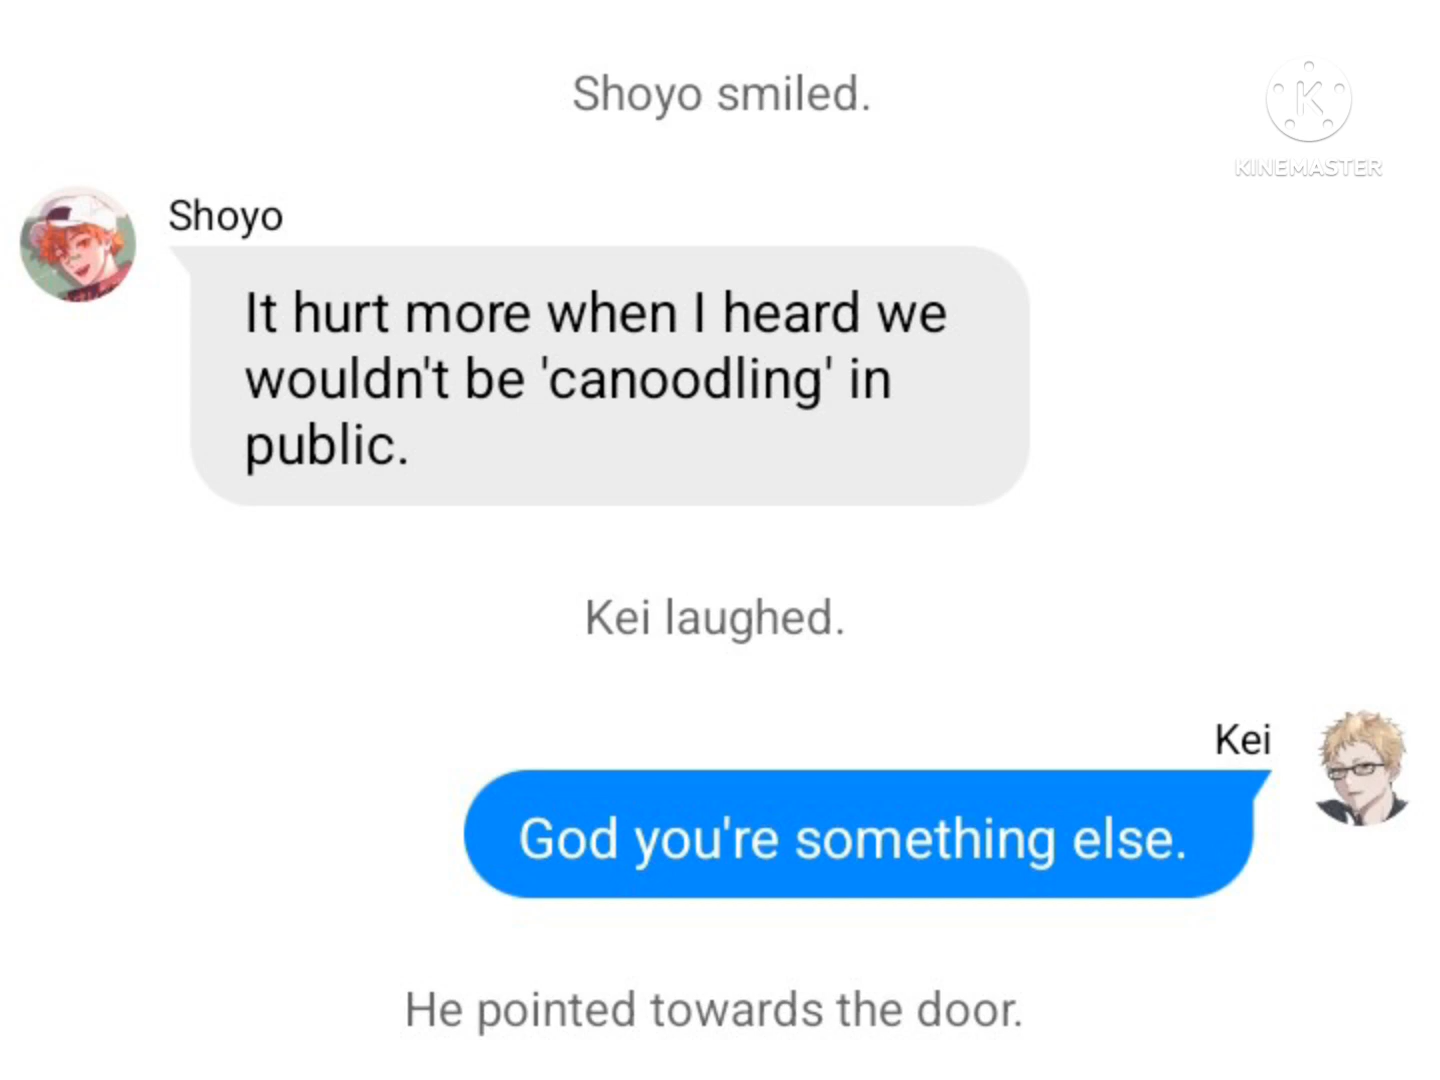 Shoyo smiled.
KINEMASTER
Shoyo
It hurt more when I heard we
wouldn't be 'canoodling' in
public.
Kei laughed.
Kei
God you're something else.
He pointed towards the door.